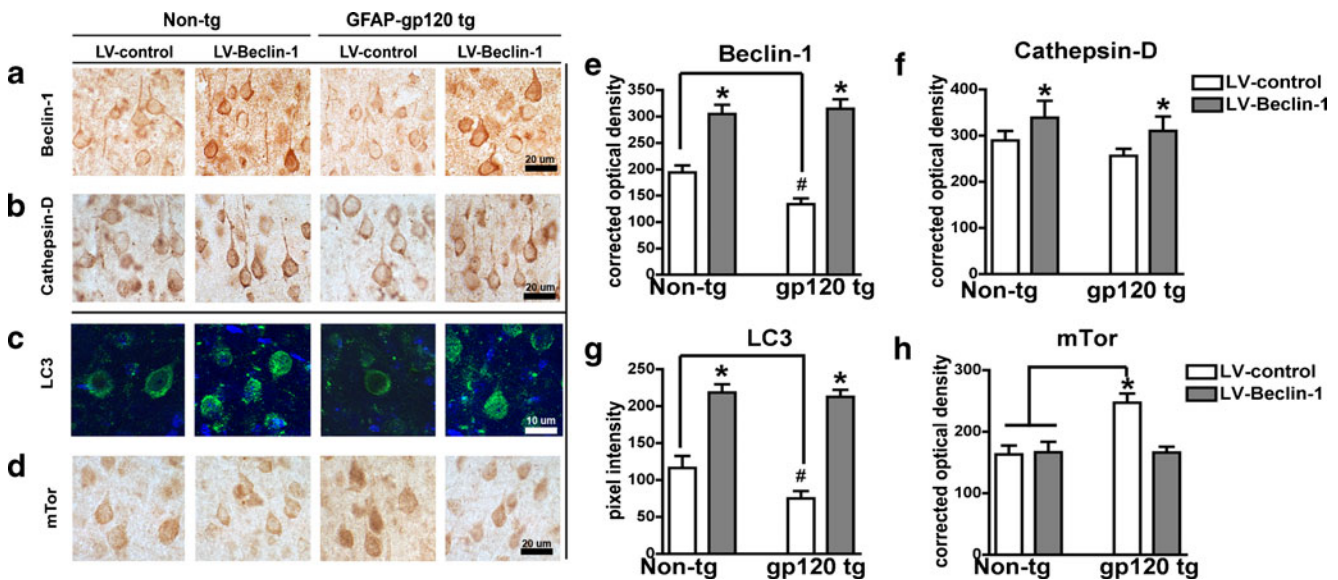 Non-tg GFAP-gp120 tg
LV-control LV-Beclin-1 LV-control LV-Beclin-1
a
Beclin-1
20 um
b
Cathepsin-D
20 um
c
LC3
10 um
d
mTor
20 um
e
Beclin-1
corrected optical density
350
300
250
200
150
100
50
0
* # *
Non-tg gp120 tg
f
Cathepsin-D
corrected optical density
400
300
200
100
0
* *
Non-tg gp120 tg
LV-control
LV-Beclin-1
g
LC3
pixel intensity
250
200
150
100
50
0
* # *
Non-tg gp120 tg
h
mTor
corrected optical density
300
200
100
0
*
Non-tg gp120 tg
LV-control
LV-Beclin-1